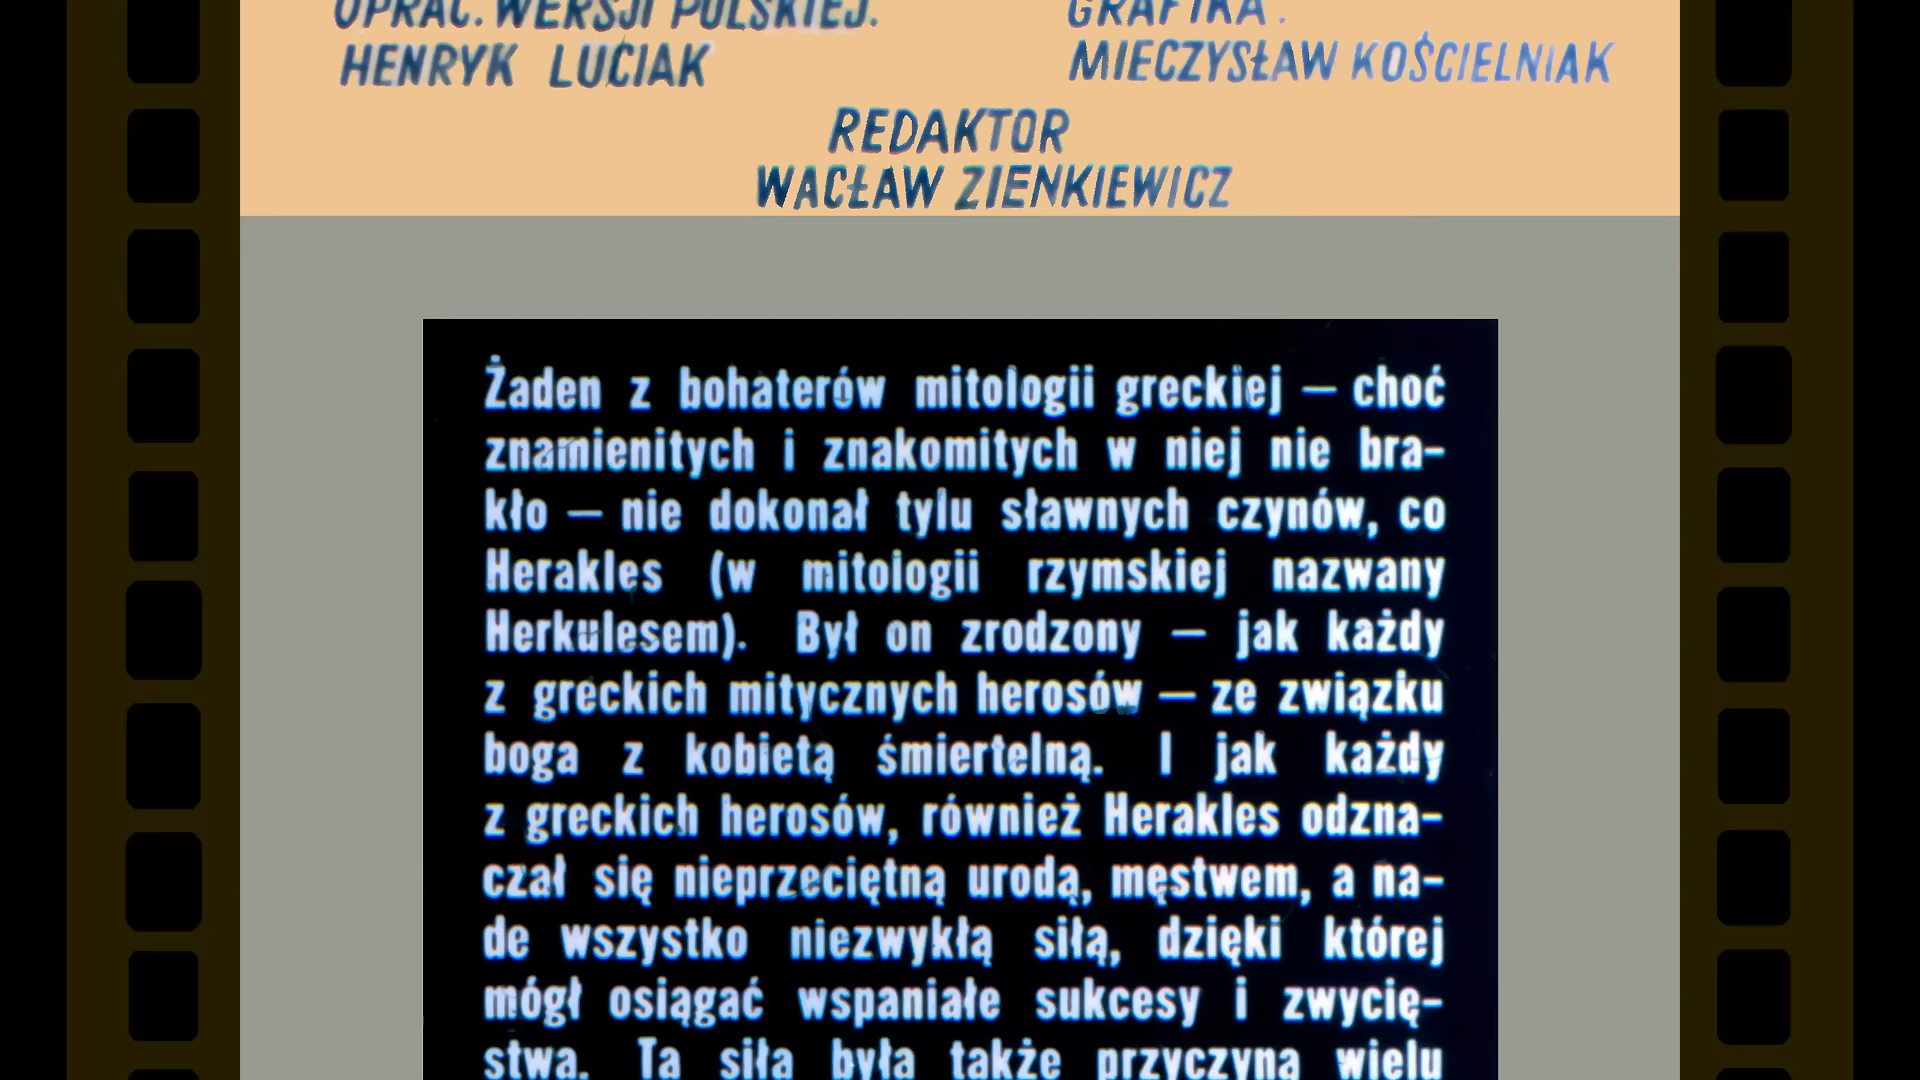 OPRAC. WERSJI POLSKIEJ. GRAFIKA.
HENRYK LUCIAK MIECZYSŁAW KOŚCIELNIAK
REDAKTOR
WACŁAW ZIENKIEWICZ
Żaden z bohaterów mitologii greckiej — choć
znamienitych i znakomitych w niej nie bra-
kło — nie dokonał tylu sławnych czynów, co
Herakles (w mitologii rzymskiej nazwany
Herkulesem). Był on zrodzony — jak każdy
z greckich mitycznych herosów — ze związku
boga z kobietą śmiertelną. I jak każdy
z greckich herosów, również Herakles odzna-
czał się nieprzeciętną urodą, męstwem, a na-
de wszystko niezwykłą siłą, dzięki której
mógł osiągać wspaniałe sukcesy i zwycię-
stwa. Ta siła była także przyczyną wielu